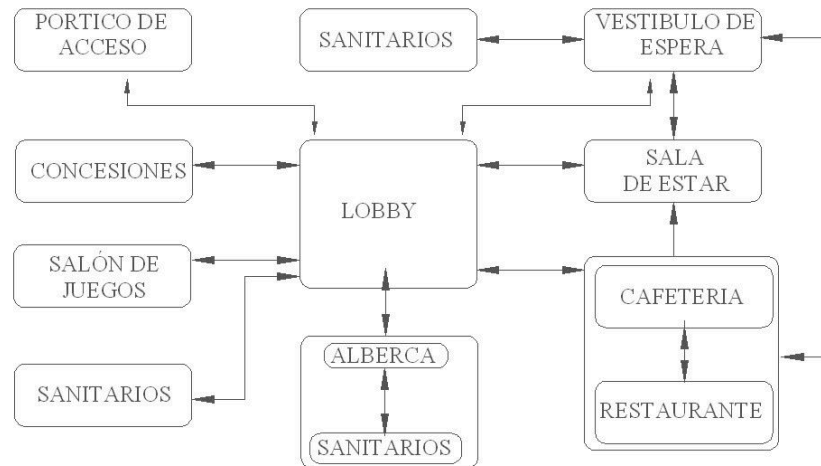 PORTICO DE
ACCESO
SANITARIOS
VESTIBULO DE
ESPERA
CONCESIONES
LOBBY
SALA
DE ESTAR
SALÓN DE
JUEGOS
CAFETERIA
ALBERCA
SANITARIOS
RESTAURANTE
SANITARIOS